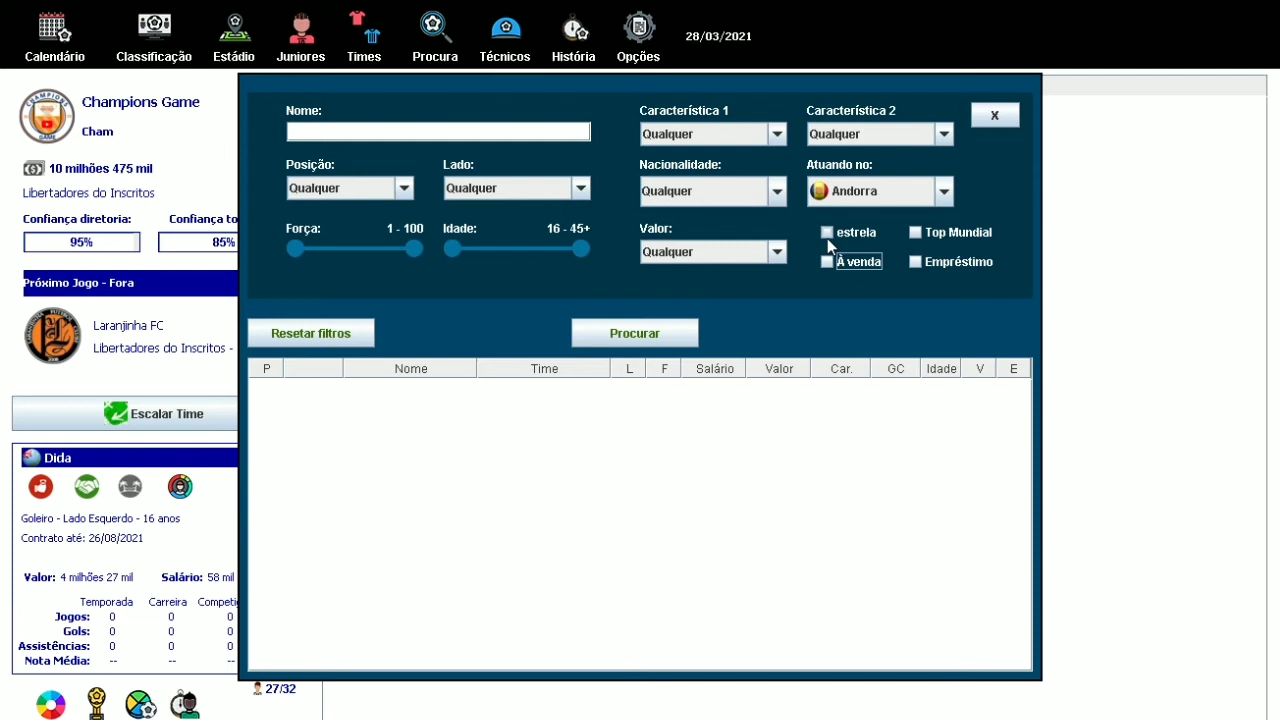 Calendário Classificação Estádio Juniores Times Procura Técnicos História Opções 28/03/2021
Champions Game
Cham
10 milhões 475 mil
Libertadores do Inscritos
Confiança diretoria: Confiança to
95% 85%
Próximo Jogo - Fora
Laranjinha FC
Libertadores do Inscritos -
Escalar Time
Dida
Goleiro - Lado Esquerdo - 16 anos
Contrato até: 26/08/2021
Valor: 4 milhões 27 mil Salário: 58 mil
Temporada Carreira Competi
Jogos: 0 0 0
Gols: 0 0 0
Assistências: 0 0 0
Nota Média: -- -- --
27/32
Nome: Característica 1 Característica 2
X
Qualquer Qualquer
Posição: Lado: Nacionalidade: Atuando no:
Qualquer Qualquer Qualquer Andorra
Força: 1 - 100 Idade: 16 - 45+ Valor:
estrela Top Mundial
Qualquer
À venda Empréstimo
Resetar filtros Procurar
P Nome Time L F Salário Valor Car. GC Idade V E